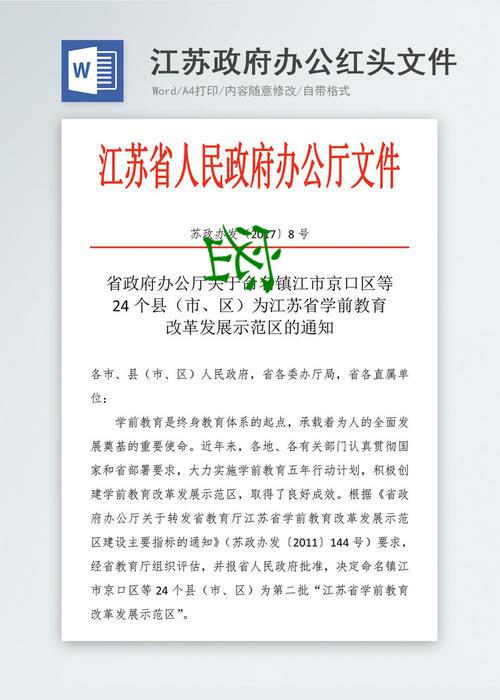 W
江苏政府办公红头文件
Word/A4打印/内容随意修改/自带格式
江苏省人民政府办公厅文件
苏政办发〔2017〕8 号
省政府办公厅关于命名镇江市京口区等
24 个县（市、区）为江苏省学前教育
改革发展示范区的通知
各市、县（市、区）人民政府，省各委办厅局，省各直属单
位：
学前教育是终身教育体系的起点，承载着为人的全面发
展奠基的重要使命。近年来，各地、各有关部门认真贯彻国
家和省部署要求，大力实施学前教育五年行动计划，积极创
建学前教育改革发展示范区，取得了良好成效。根据《省政
府办公厅关于转发省教育厅江苏省学前教育改革发展示范
区建设主要指标的通知》（苏政办发〔2011〕144 号）要求，
经省教育厅组织评估，并报省人民政府批准，决定命名镇江
市京口区等 24 个县（市、区）为第二批“江苏省学前教育
改革发展示范区”。